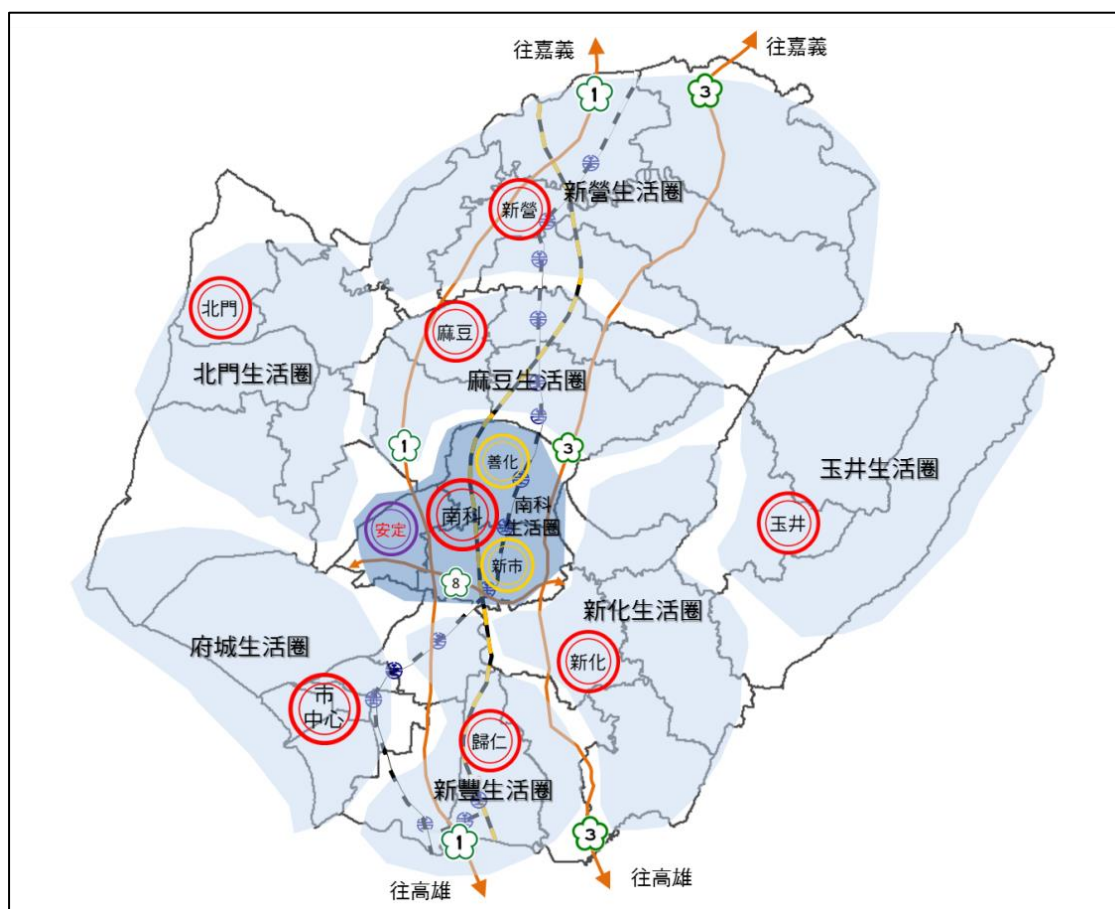 往嘉義
往嘉義
1
3
新營
新營生活圈
北門
麻豆
北門生活圈
麻豆生活圈
1
3
善化
玉井生活圈
南科
南科
生活圈
安定
玉井
新市
8
新化生活圈
府城生活圈
新化
市
中心
歸仁
新豐生活圈
1
3
往高雄
往高雄